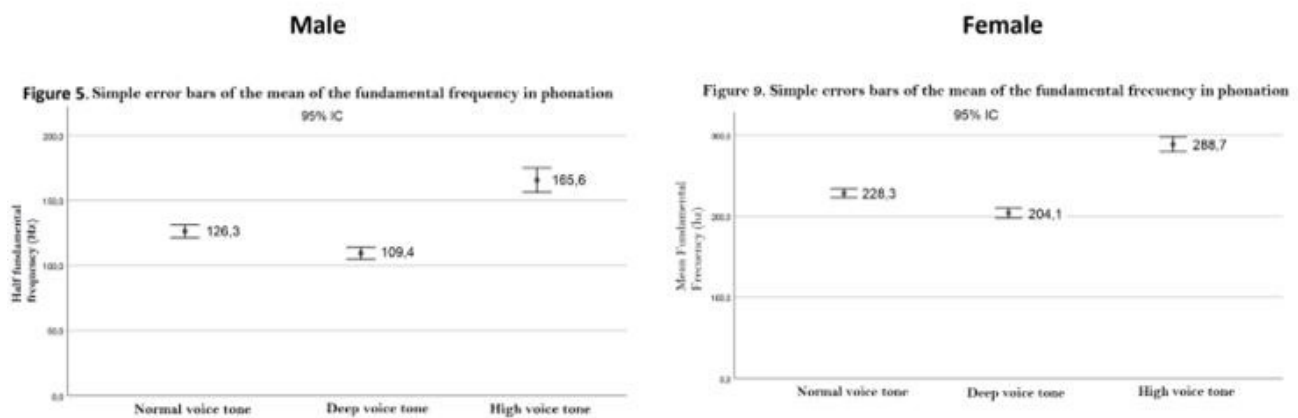 Male
Figure 5. Simple error bars of the mean of the fundamental frequency in phonation
95% IC
Half fundamental
frequency (Hz)
200,0
150,0
100,0
50,0
0,0
126,3
109,4
165,6
Normal voice tone
Deep voice tone
High voice tone
Female
Figure 9. Simple errors bars of the mean of the fundamental frecuency in phonation
95% IC
Mean Fundamental
Frecuency (hz)
300,0
200,0
100,0
0,0
228,3
204,1
288,7
Normal voice tone
Deep voice tone
High voice tone